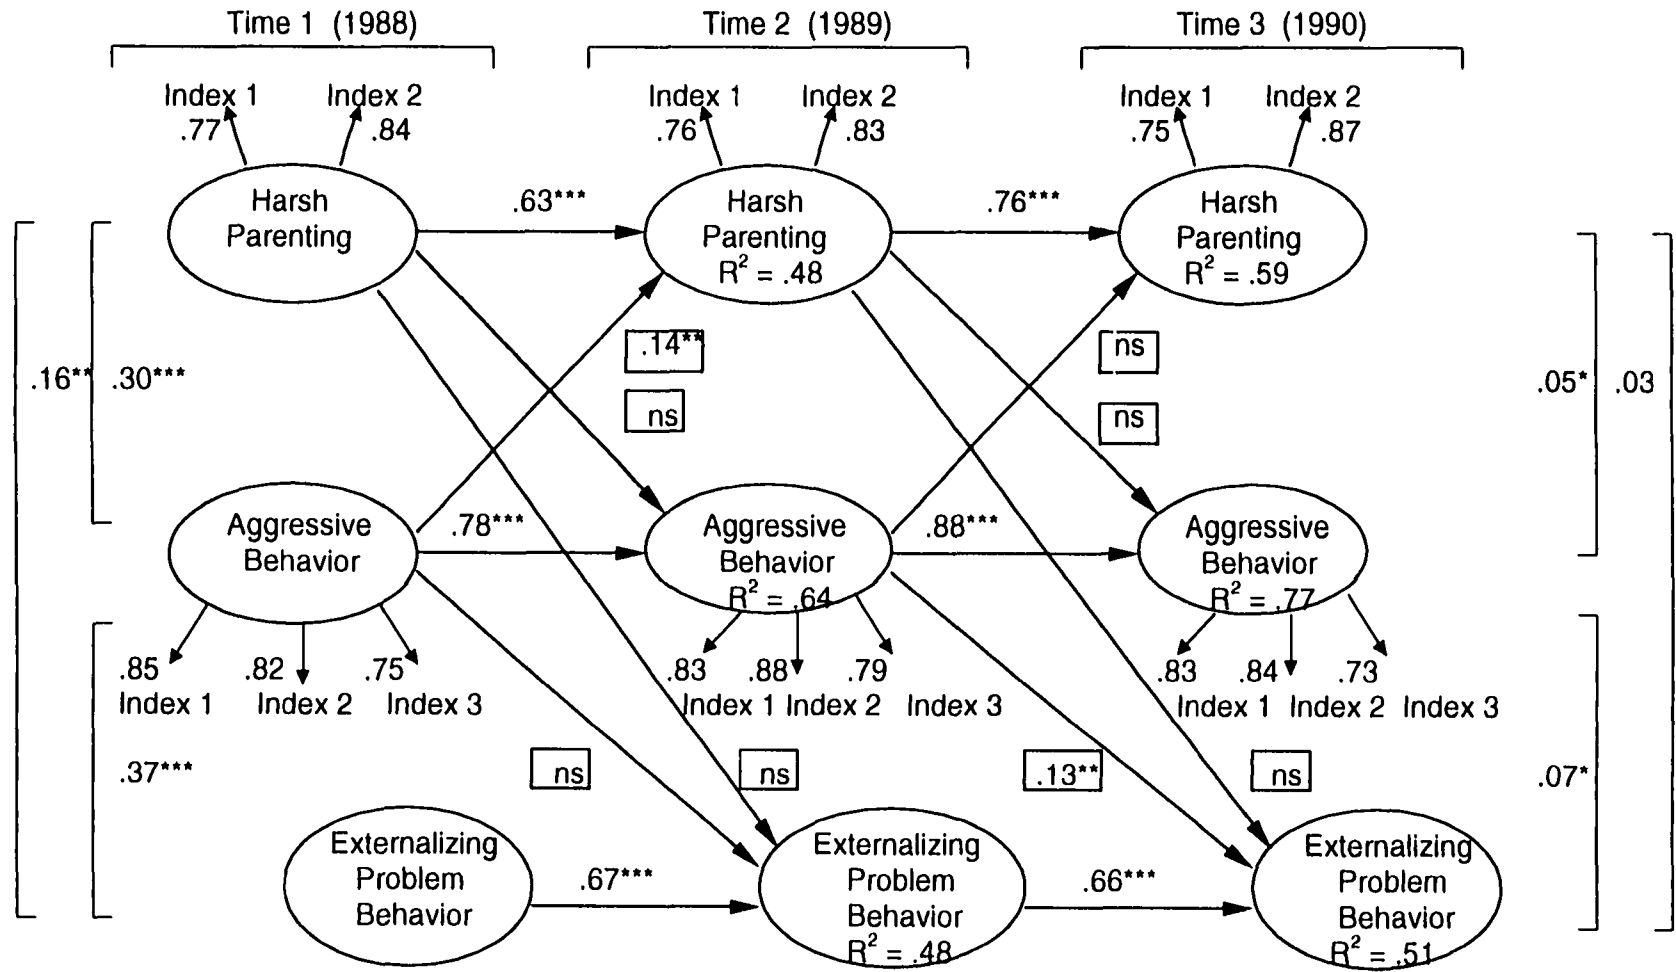 Time 1 (1988)
Time 2 (1989)
Time 3 (1990)
Index 1
Index 2
Index 1
Index 2
Index 1
Index 2
.77
.84
.76
.83
.75
.87
Harsh
Parenting
.63***
Harsh
Parenting
R² = .48
.76***
Harsh
Parenting
R² = .59
.14**
ns
ns
ns
.16**
.30***
.05*
.03
Aggressive
Behavior
.78***
Aggressive
Behavior
R² = .64
.88***
Aggressive
Behavior
R² = .77
.85
.82
.75
.83
.88
.79
.83
.84
.73
Index 1
Index 2
Index 3
Index 1
Index 2
Index 3
Index 1
Index 2
Index 3
.37***
ns
ns
.13**
ns
.07*
Externalizing
Problem
Behavior
.67***
Externalizing
Problem
Behavior
R² = .48
.66***
Externalizing
Problem
Behavior
R² = .51